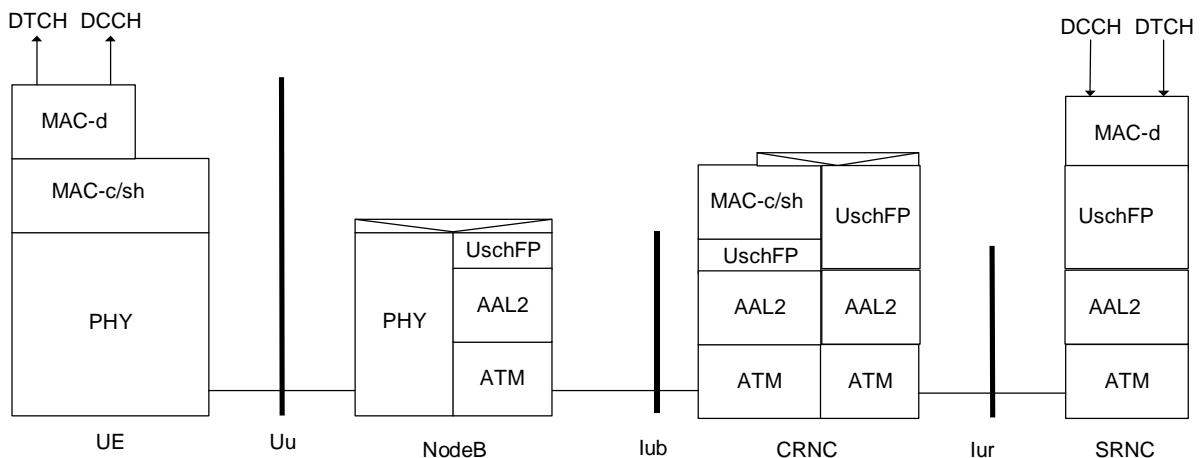 DTCH DCCH
DCCH DTCH
MAC-d
MAC-d
MAC-c/sh
MAC-c/sh
UschFP
UschFP
UschFP
UschFP
PHY
PHY
AAL2
AAL2
AAL2
AAL2
ATM
ATM
ATM
ATM
UE
Uu
NodeB
Iub
CRNC
Iur
SRNC